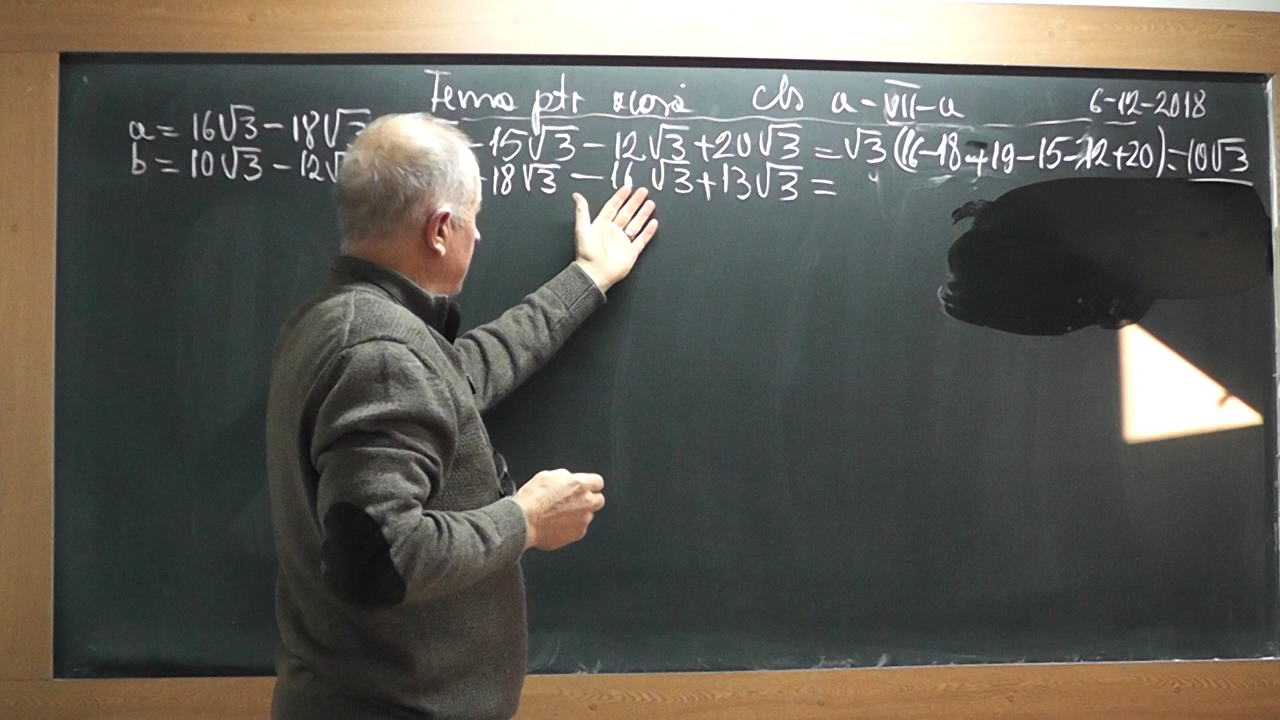 Tema ptr acasă cls a-VII-a 6-12-2018
a = 16√3 - 18√3 - 15√3 - 12√3 + 20√3 = √3 (16-18+19-15-12+20) = 10√3
b = 10√3 - 12√ - 18√3 - 16√3 + 13√3 =